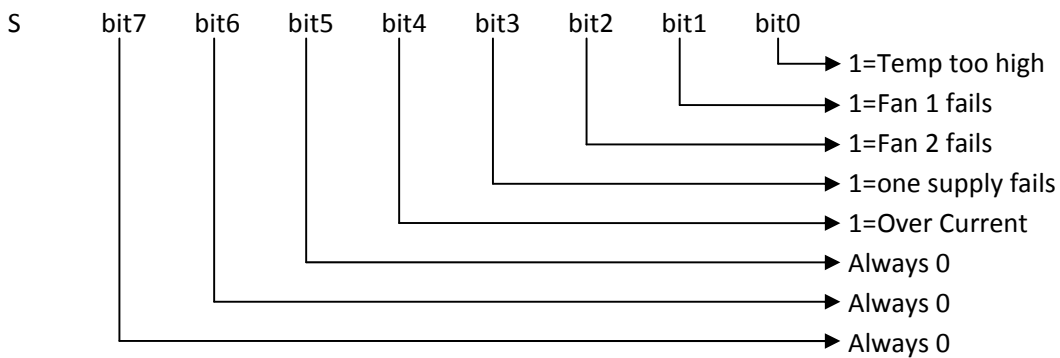 S bit7 bit6 bit5 bit4 bit3 bit2 bit1 bit0
1=Temp too high
1=Fan 1 fails
1=Fan 2 fails
1=one supply fails
1=Over Current
Always 0
Always 0
Always 0